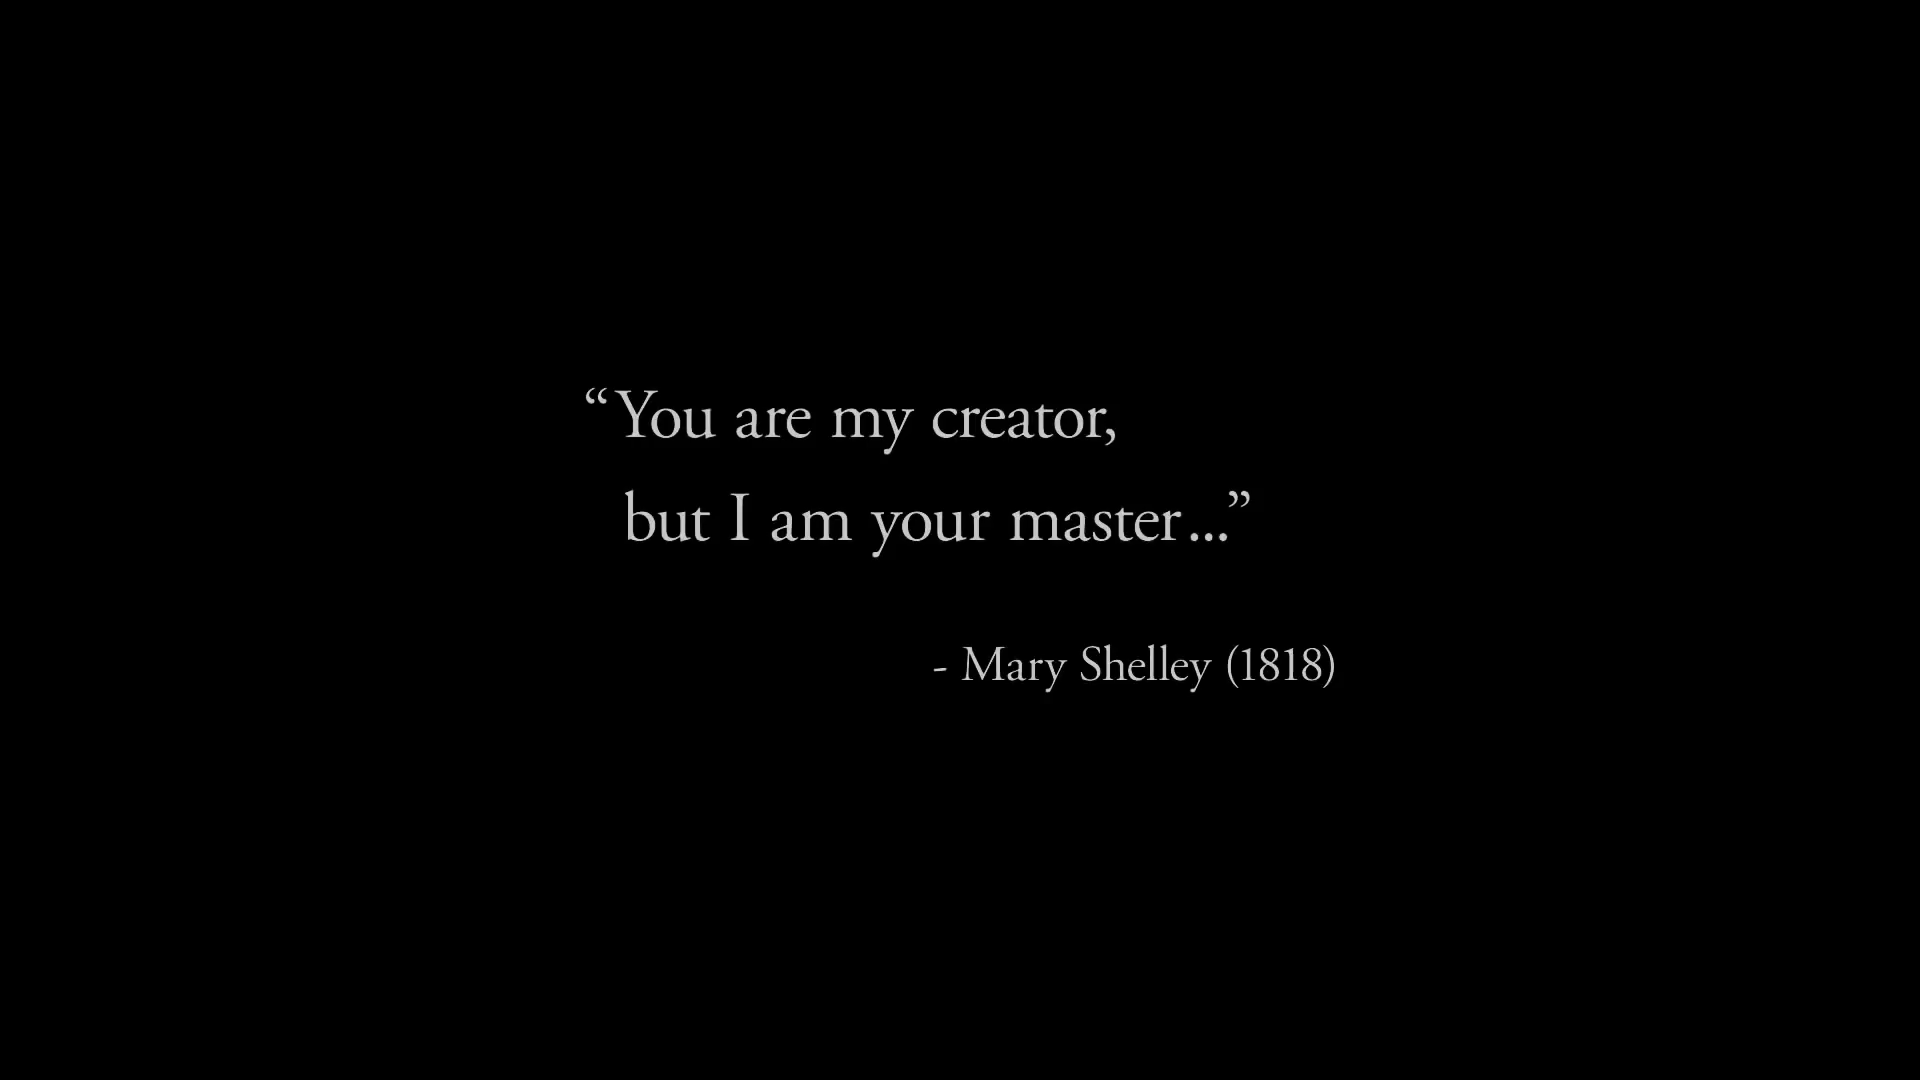 “You are my creator,
but I am your master...”
- Mary Shelley (1818)